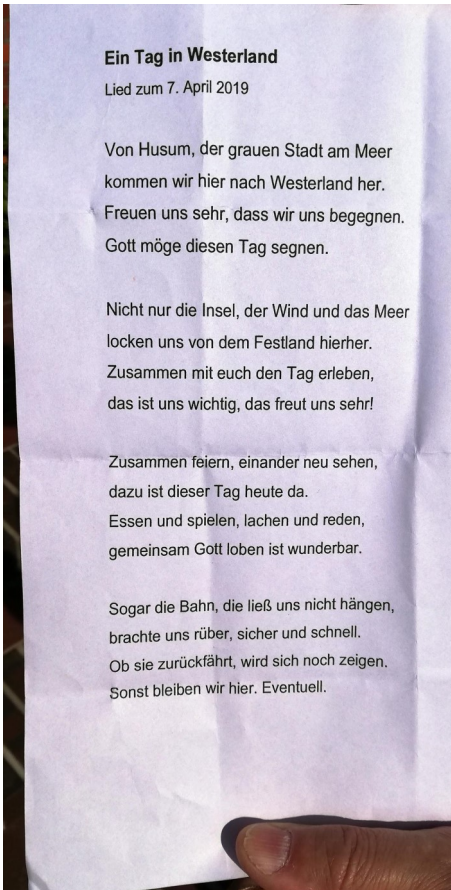 Ein Tag in Westerland
Lied zum 7. April 2019
Von Husum, der grauen Stadt am Meer
kommen wir hier nach Westerland her.
Freuen uns sehr, dass wir uns begegnen.
Gott möge diesen Tag segnen.
Nicht nur die Insel, der Wind und das Meer
locken uns von dem Festland hierher.
Zusammen mit euch den Tag erleben,
das ist uns wichtig, das freut uns sehr!
Zusammen feiern, einander neu sehen,
dazu ist dieser Tag heute da.
Essen und spielen, lachen und reden,
gemeinsam Gott loben ist wunderbar.
Sogar die Bahn, die ließ uns nicht hängen,
brachte uns rüber, sicher und schnell.
Ob sie zurückfährt, wird sich noch zeigen.
Sonst bleiben wir hier. Eventuell.